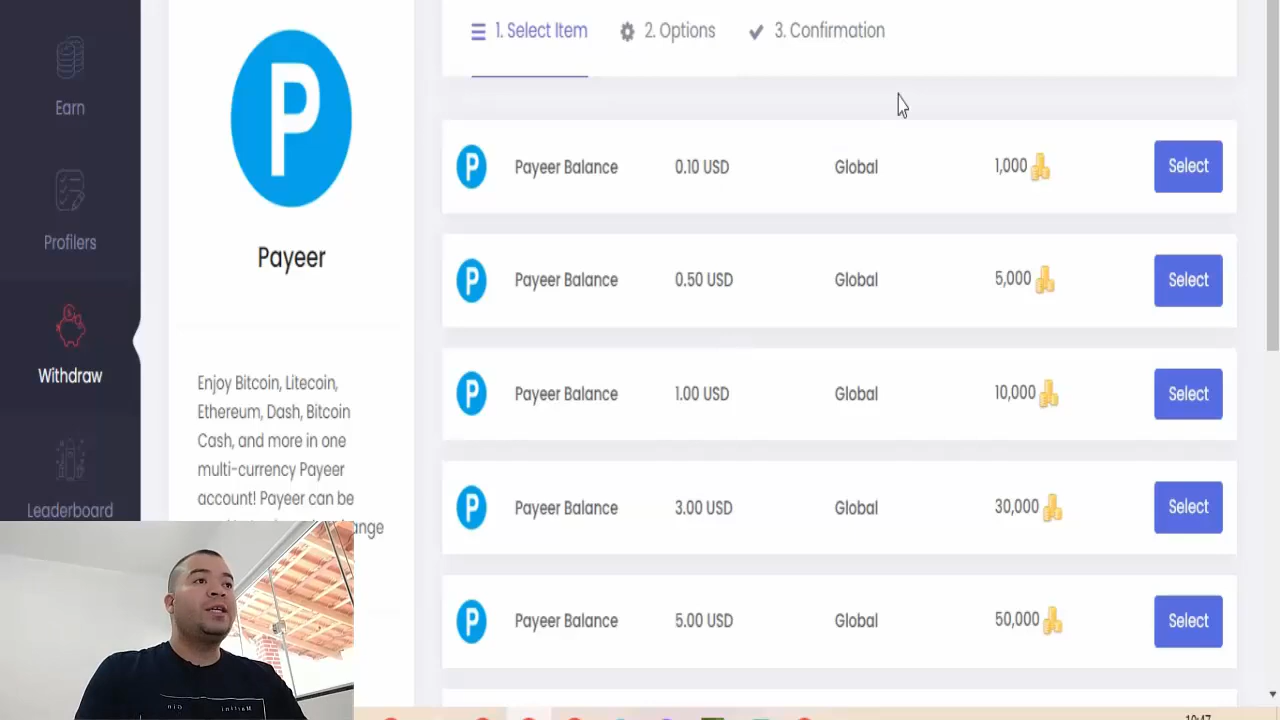 Earn
Profilers
Withdraw
Leaderboard
P
Payeer
Enjoy Bitcoin, Litecoin,
Ethereum, Dash, Bitcoin
Cash, and more in one
multi-currency Payeer
account! Payeer can be
1. Select Item
2. Options
3. Confirmation
P Payeer Balance 0.10 USD Global 1,000 Select
P Payeer Balance 0.50 USD Global 5,000 Select
P Payeer Balance 1.00 USD Global 10,000 Select
P Payeer Balance 3.00 USD Global 30,000 Select
P Payeer Balance 5.00 USD Global 50,000 Select